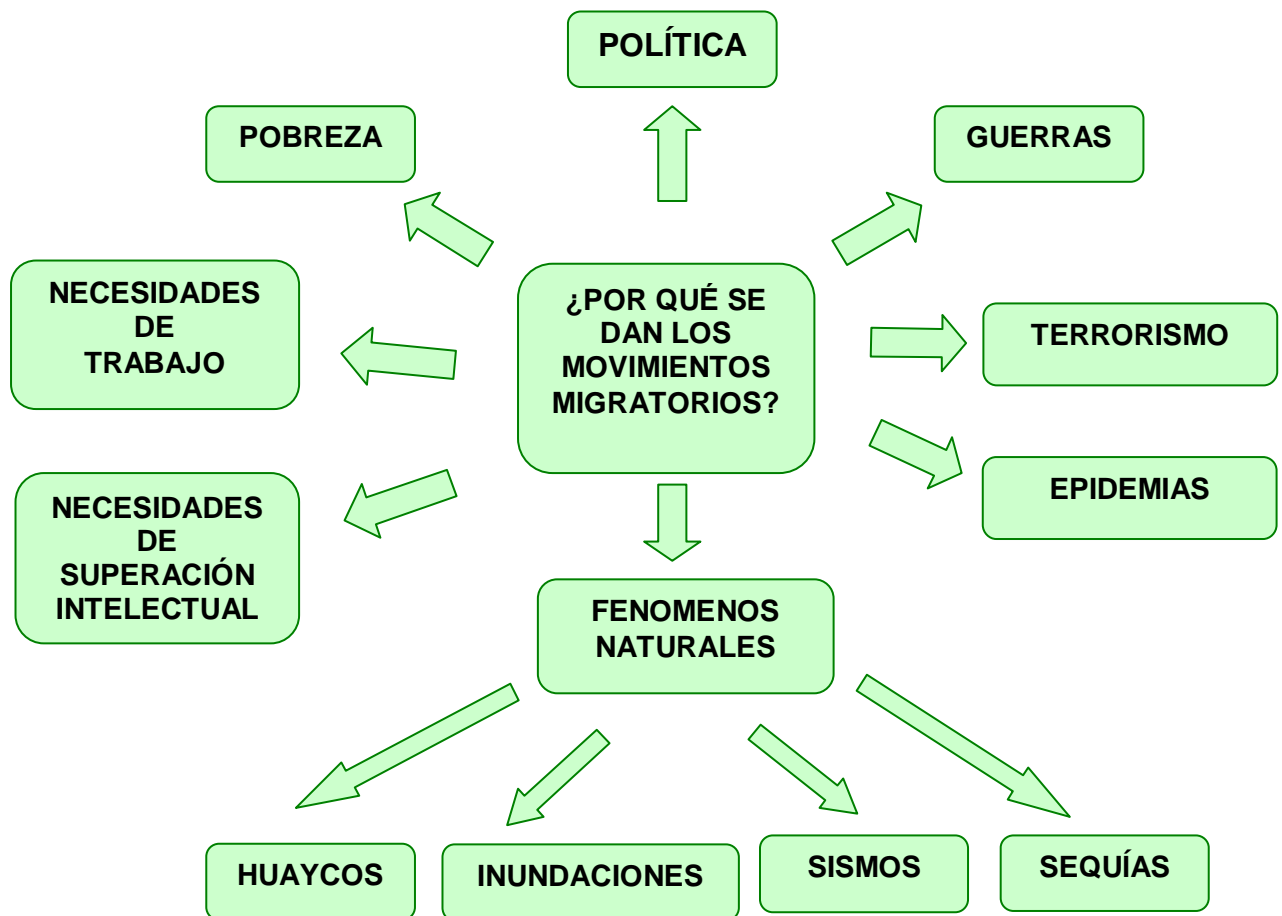 POLÍTICA
POBREZA
GUERRAS
NECESIDADES
DE
TRABAJO
¿POR QUÉ SE
DAN LOS
MOVIMIENTOS
MIGRATORIOS?
TERRORISMO
NECESIDADES
DE
SUPERACIÓN
INTELECTUAL
EPIDEMIAS
FENOMENOS
NATURALES
HUAYCOS
INUNDACIONES
SISMOS
SEQUÍAS